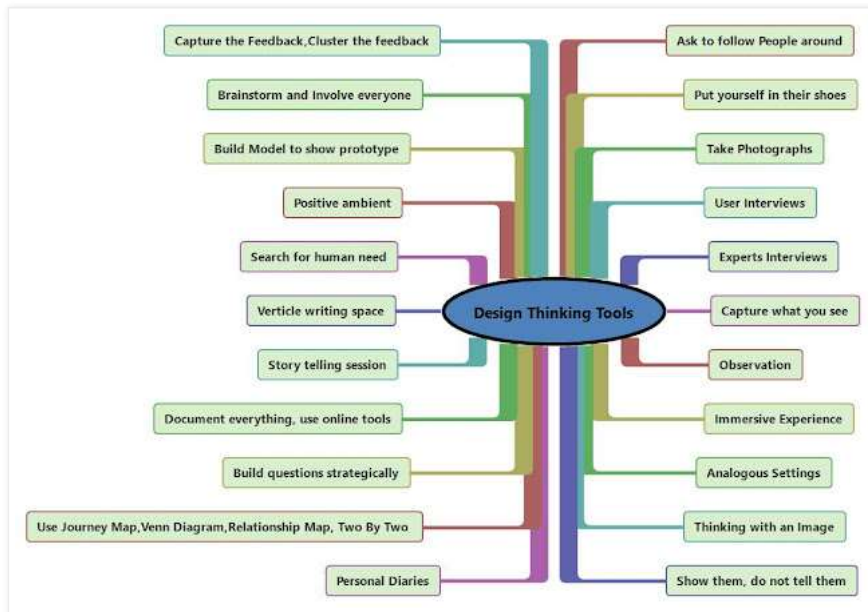 Capture the Feedback,Cluster the feedback
Brainstorm and Involve everyone
Build Model to show prototype
Positive ambient
Search for human need
Verticle writing space
Story telling session
Document everything, use online tools
Build questions strategically
Use Journey Map,Venn Diagram,Relationship Map, Two By Two
Personal Diaries
Design Thinking Tools
Ask to follow People around
Put yourself in their shoes
Take Photographs
User Interviews
Experts Interviews
Capture what you see
Observation
Immersive Experience
Analogous Settings
Thinking with an Image
Show them, do not tell them